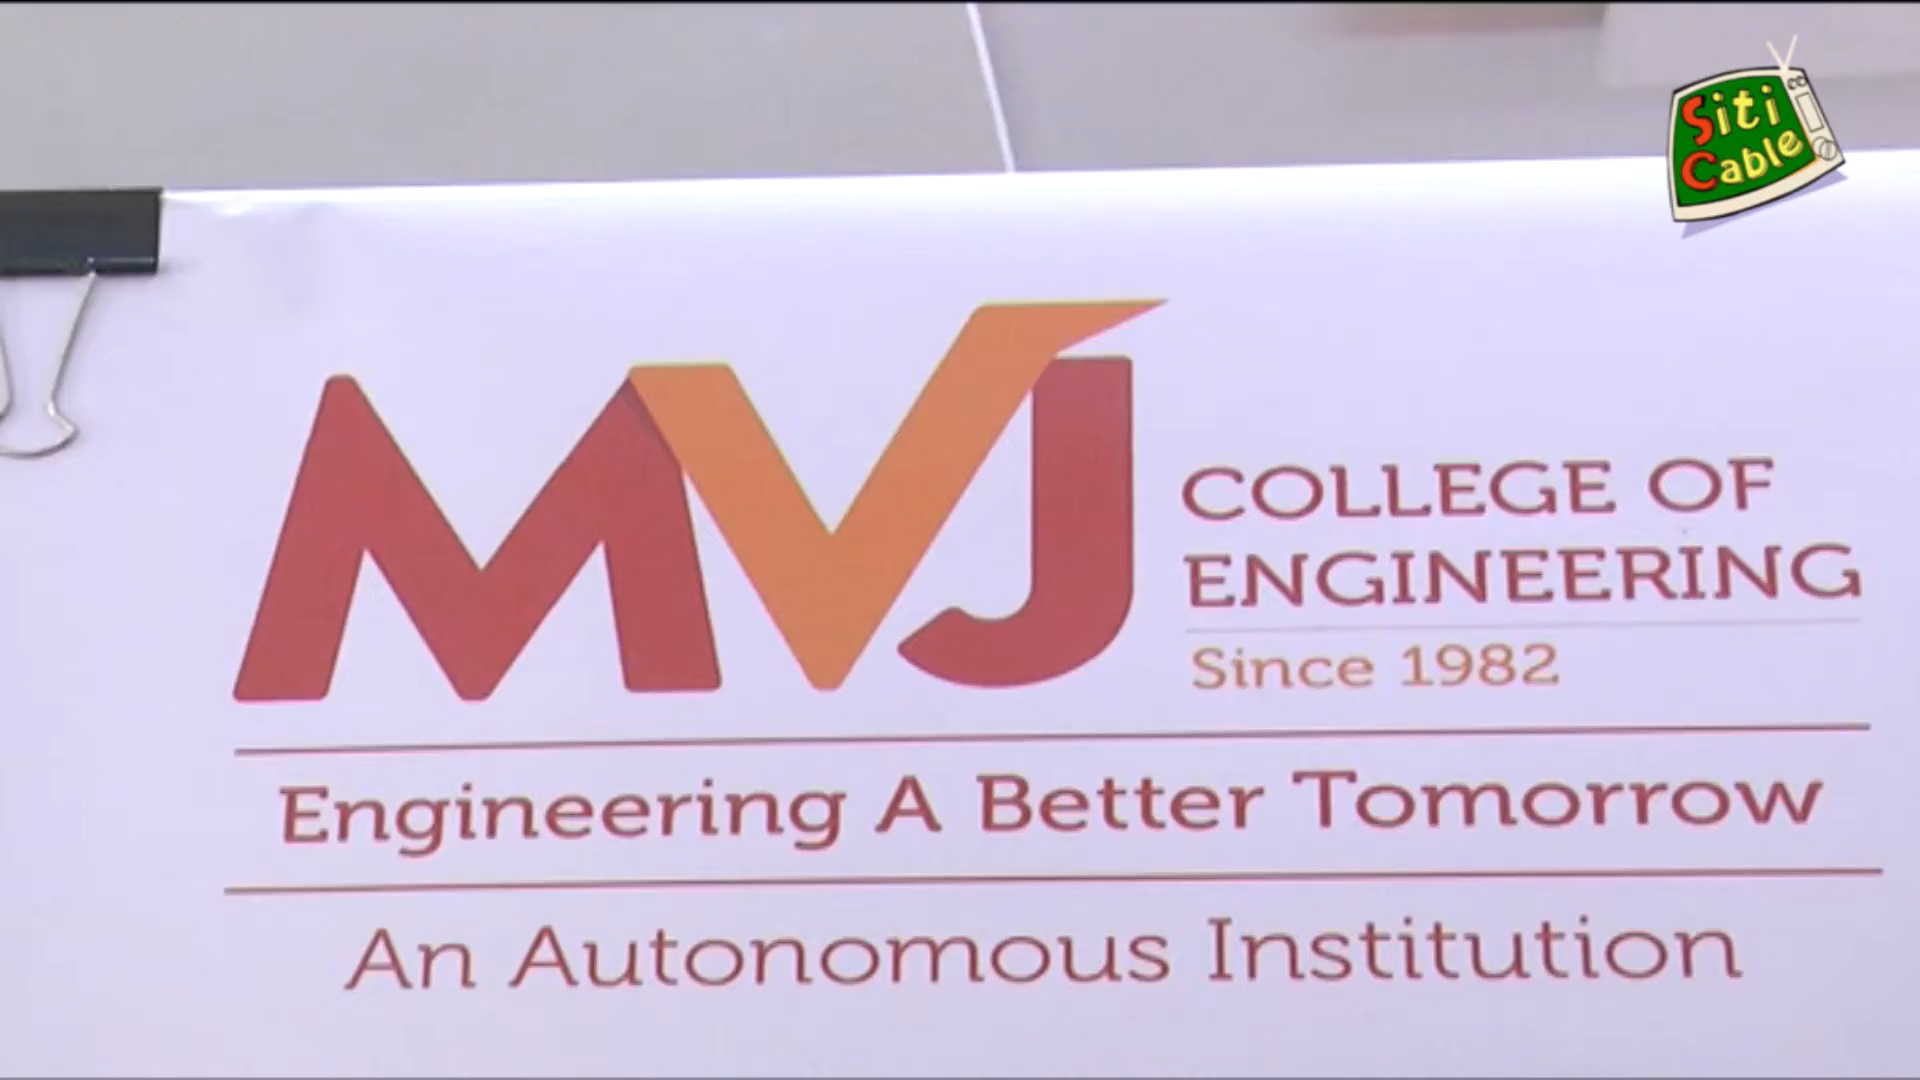 Siti
Cable
MVJ
COLLEGE OF
ENGINEERING
Since 1982
Engineering A Better Tomorrow
An Autonomous Institution